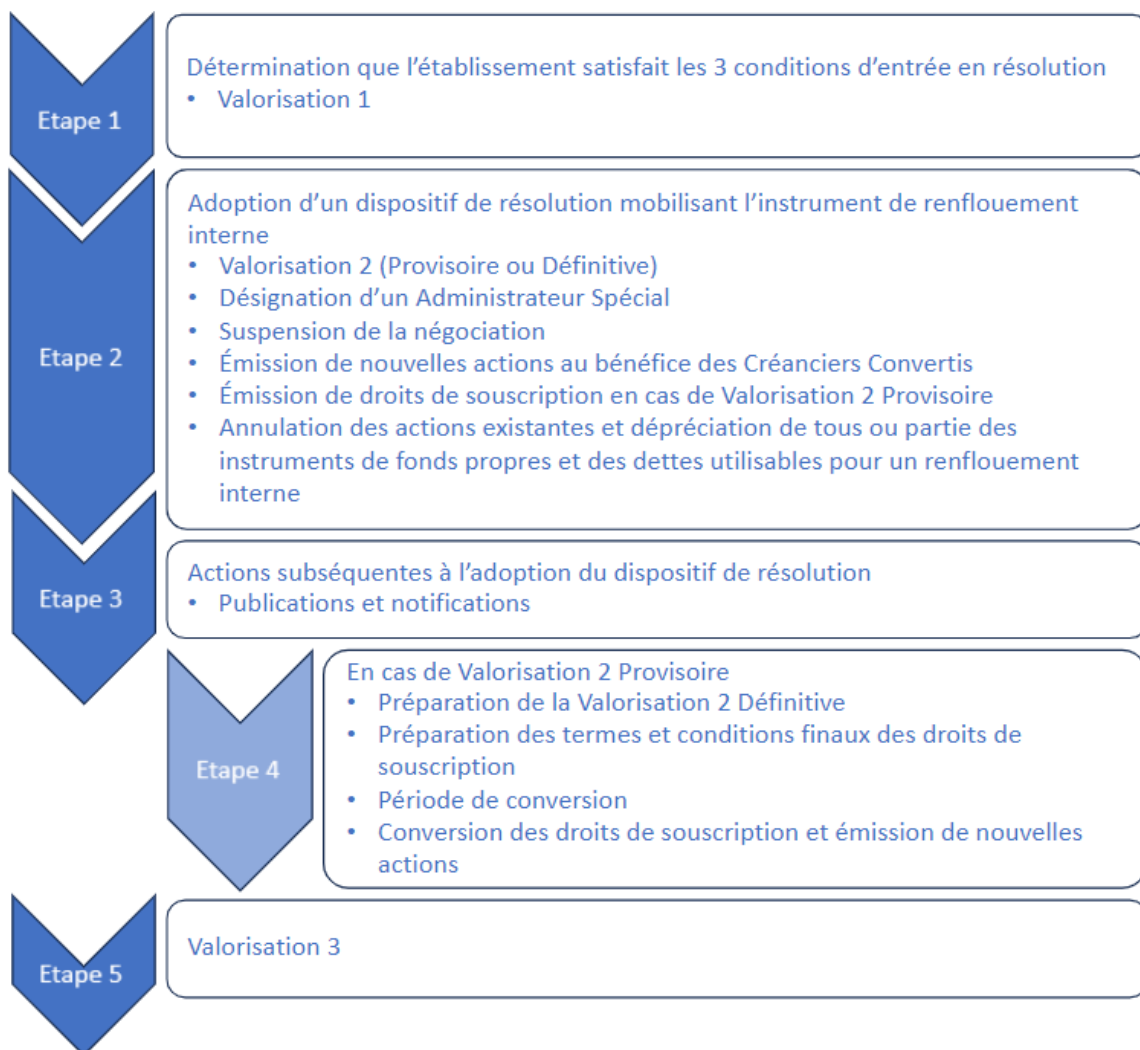 Etape 1
Détermination que l'établissement satisfait les 3 conditions d'entrée en résolution
• Valorisation 1
Etape 2
Adoption d'un dispositif de résolution mobilisant l'instrument de renflouement
interne
• Valorisation 2 (Provisoire ou Définitive)
• Désignation d'un Administrateur Spécial
• Suspension de la négociation
• Émission de nouvelles actions au bénéfice des Créanciers Convertis
• Émission de droits de souscription en cas de Valorisation 2 Provisoire
• Annulation des actions existantes et dépréciation de tous ou partie des
instruments de fonds propres et des dettes utilisables pour un renflouement
interne
Etape 3
Actions subséquentes à l'adoption du dispositif de résolution
• Publications et notifications
Etape 4
En cas de Valorisation 2 Provisoire
• Préparation de la Valorisation 2 Définitive
• Préparation des termes et conditions finaux des droits de
souscription
• Période de conversion
• Conversion des droits de souscription et émission de nouvelles
actions
Etape 5
Valorisation 3